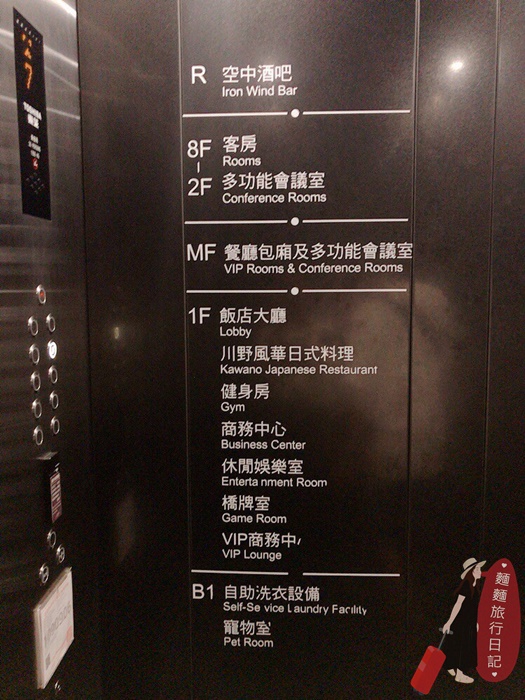 7
R 空中酒吧
Iron Wind Bar
8F 客房
Rooms
2F 多功能會議室
Conference Rooms
MF 餐廳包廂及多功能會議室
VIP Rooms & Conference Rooms
1F 飯店大廳
Lobby
川野風華日式料理
Kawano Japanese Restaurant
健身房
Gym
商務中心
Business Center
休閒娛樂室
Enterta nment Room
橋牌室
Game Room
VIP商務中
VIP Lounge
B1 自助洗衣設備
Self-Se vice Laundry Facility
寵物室
Pet Room
麵麵旅行日記